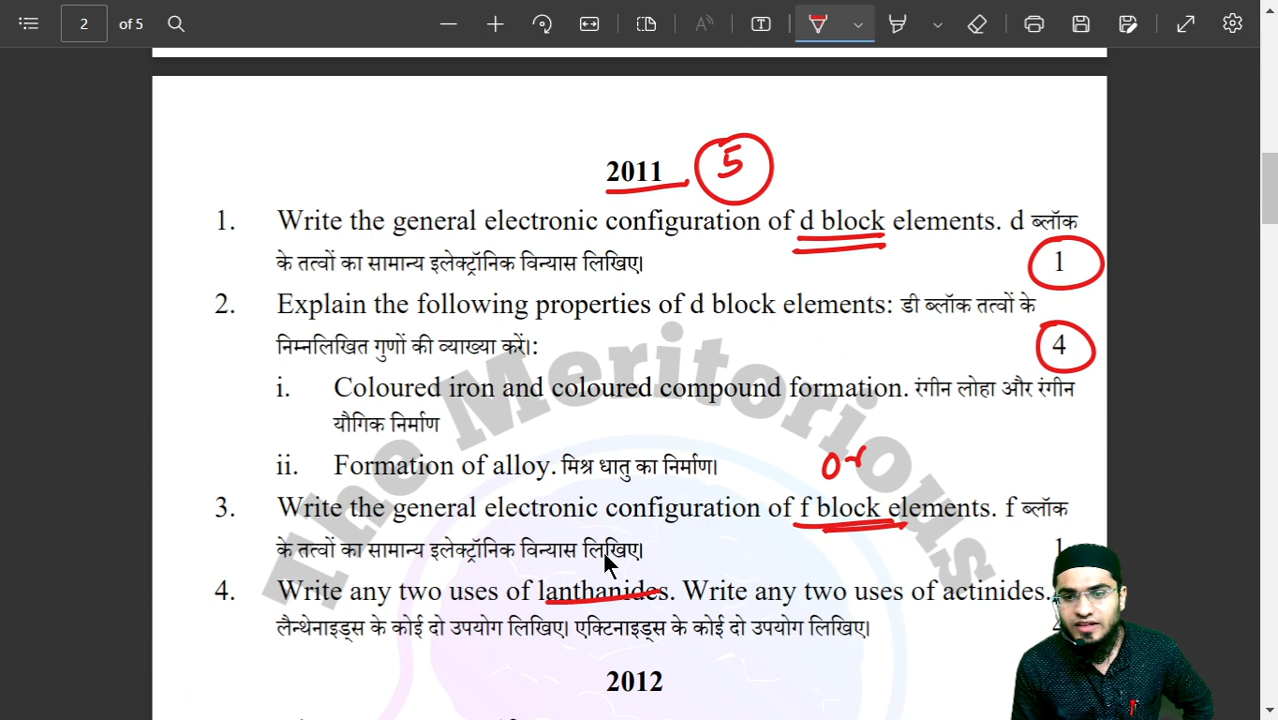 2 of 5
2011 5
1. Write the general electronic configuration of d block elements. d ब्लॉक
के तत्वों का सामान्य इलेक्ट्रॉनिक विन्यास लिखिए। 1
2. Explain the following properties of d block elements: डी ब्लॉक तत्वों के
निम्नलिखित गुणों की व्याख्या करें।: 4
i. Coloured iron and coloured compound formation. रंगीन लोहा और रंगीन
यौगिक निर्माण
ii. Formation of alloy. मिश्र धातु का निर्माण। or
3. Write the general electronic configuration of f block elements. f ब्लॉक
के तत्वों का सामान्य इलेक्ट्रॉनिक विन्यास लिखिए।
4. Write any two uses of lanthanides. Write any two uses of actinides.
लैन्थेनाइड्स के कोई दो उपयोग लिखिए। एक्टिनाइड्स के कोई दो उपयोग लिखिए।
2012
The Meritorious